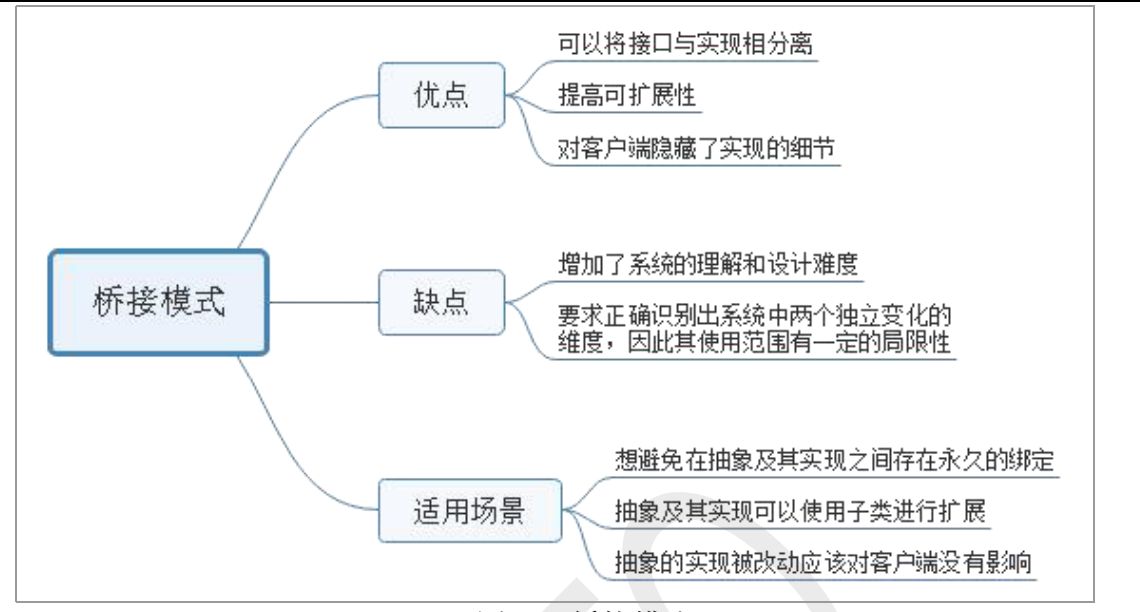 可以将接口与实现相分离
优点
提高可扩展性
对客户端隐藏了实现的细节
增加了系统的理解和设计难度
桥接模式
缺点
要求正确识别出系统中两个独立变化的
维度，因此其使用范围有一定的局限性
想避免在抽象及其实现之间存在永久的绑定
适用场景
抽象及其实现可以使用子类进行扩展
抽象的实现被改动应该对客户端没有影响